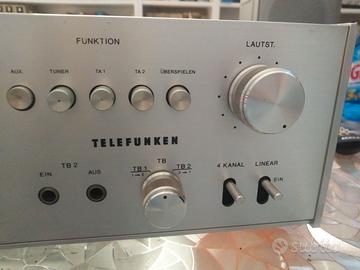 FUNKTION
LAUTST.
AUX. TUNER TA 1 TA 2 ÜBERSPIELEN
TELEFUNKEN
TB 2 TB 4 KANAL LINEAR
EIN AUS TB 1 TB 2 EIN
subito